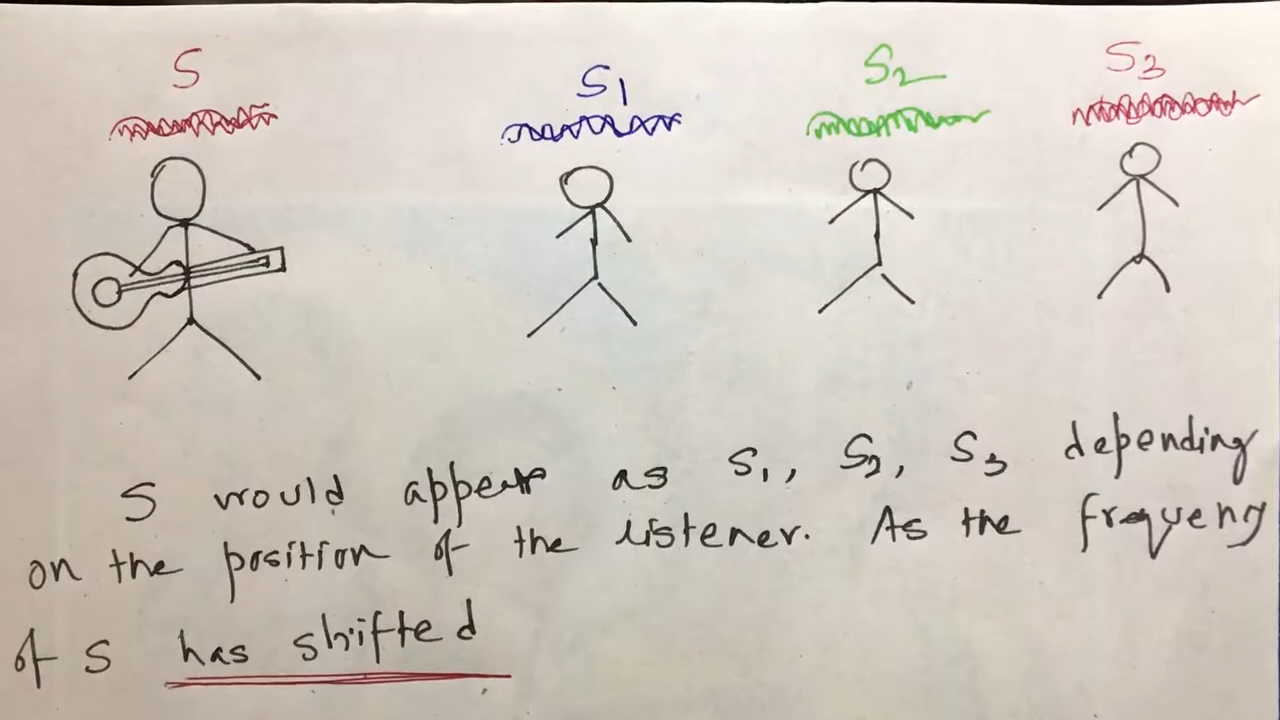 S
S1
S2
S3
S would appear as S1, S2, S3 depending
on the position of the listener. As the frequency
of S has shifted